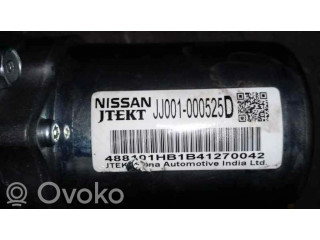 NISSAN
JTEKT JJ001-000525D
488101HB1B41270042
JTEKT Sona Automotive India Ltd.
OVOKO